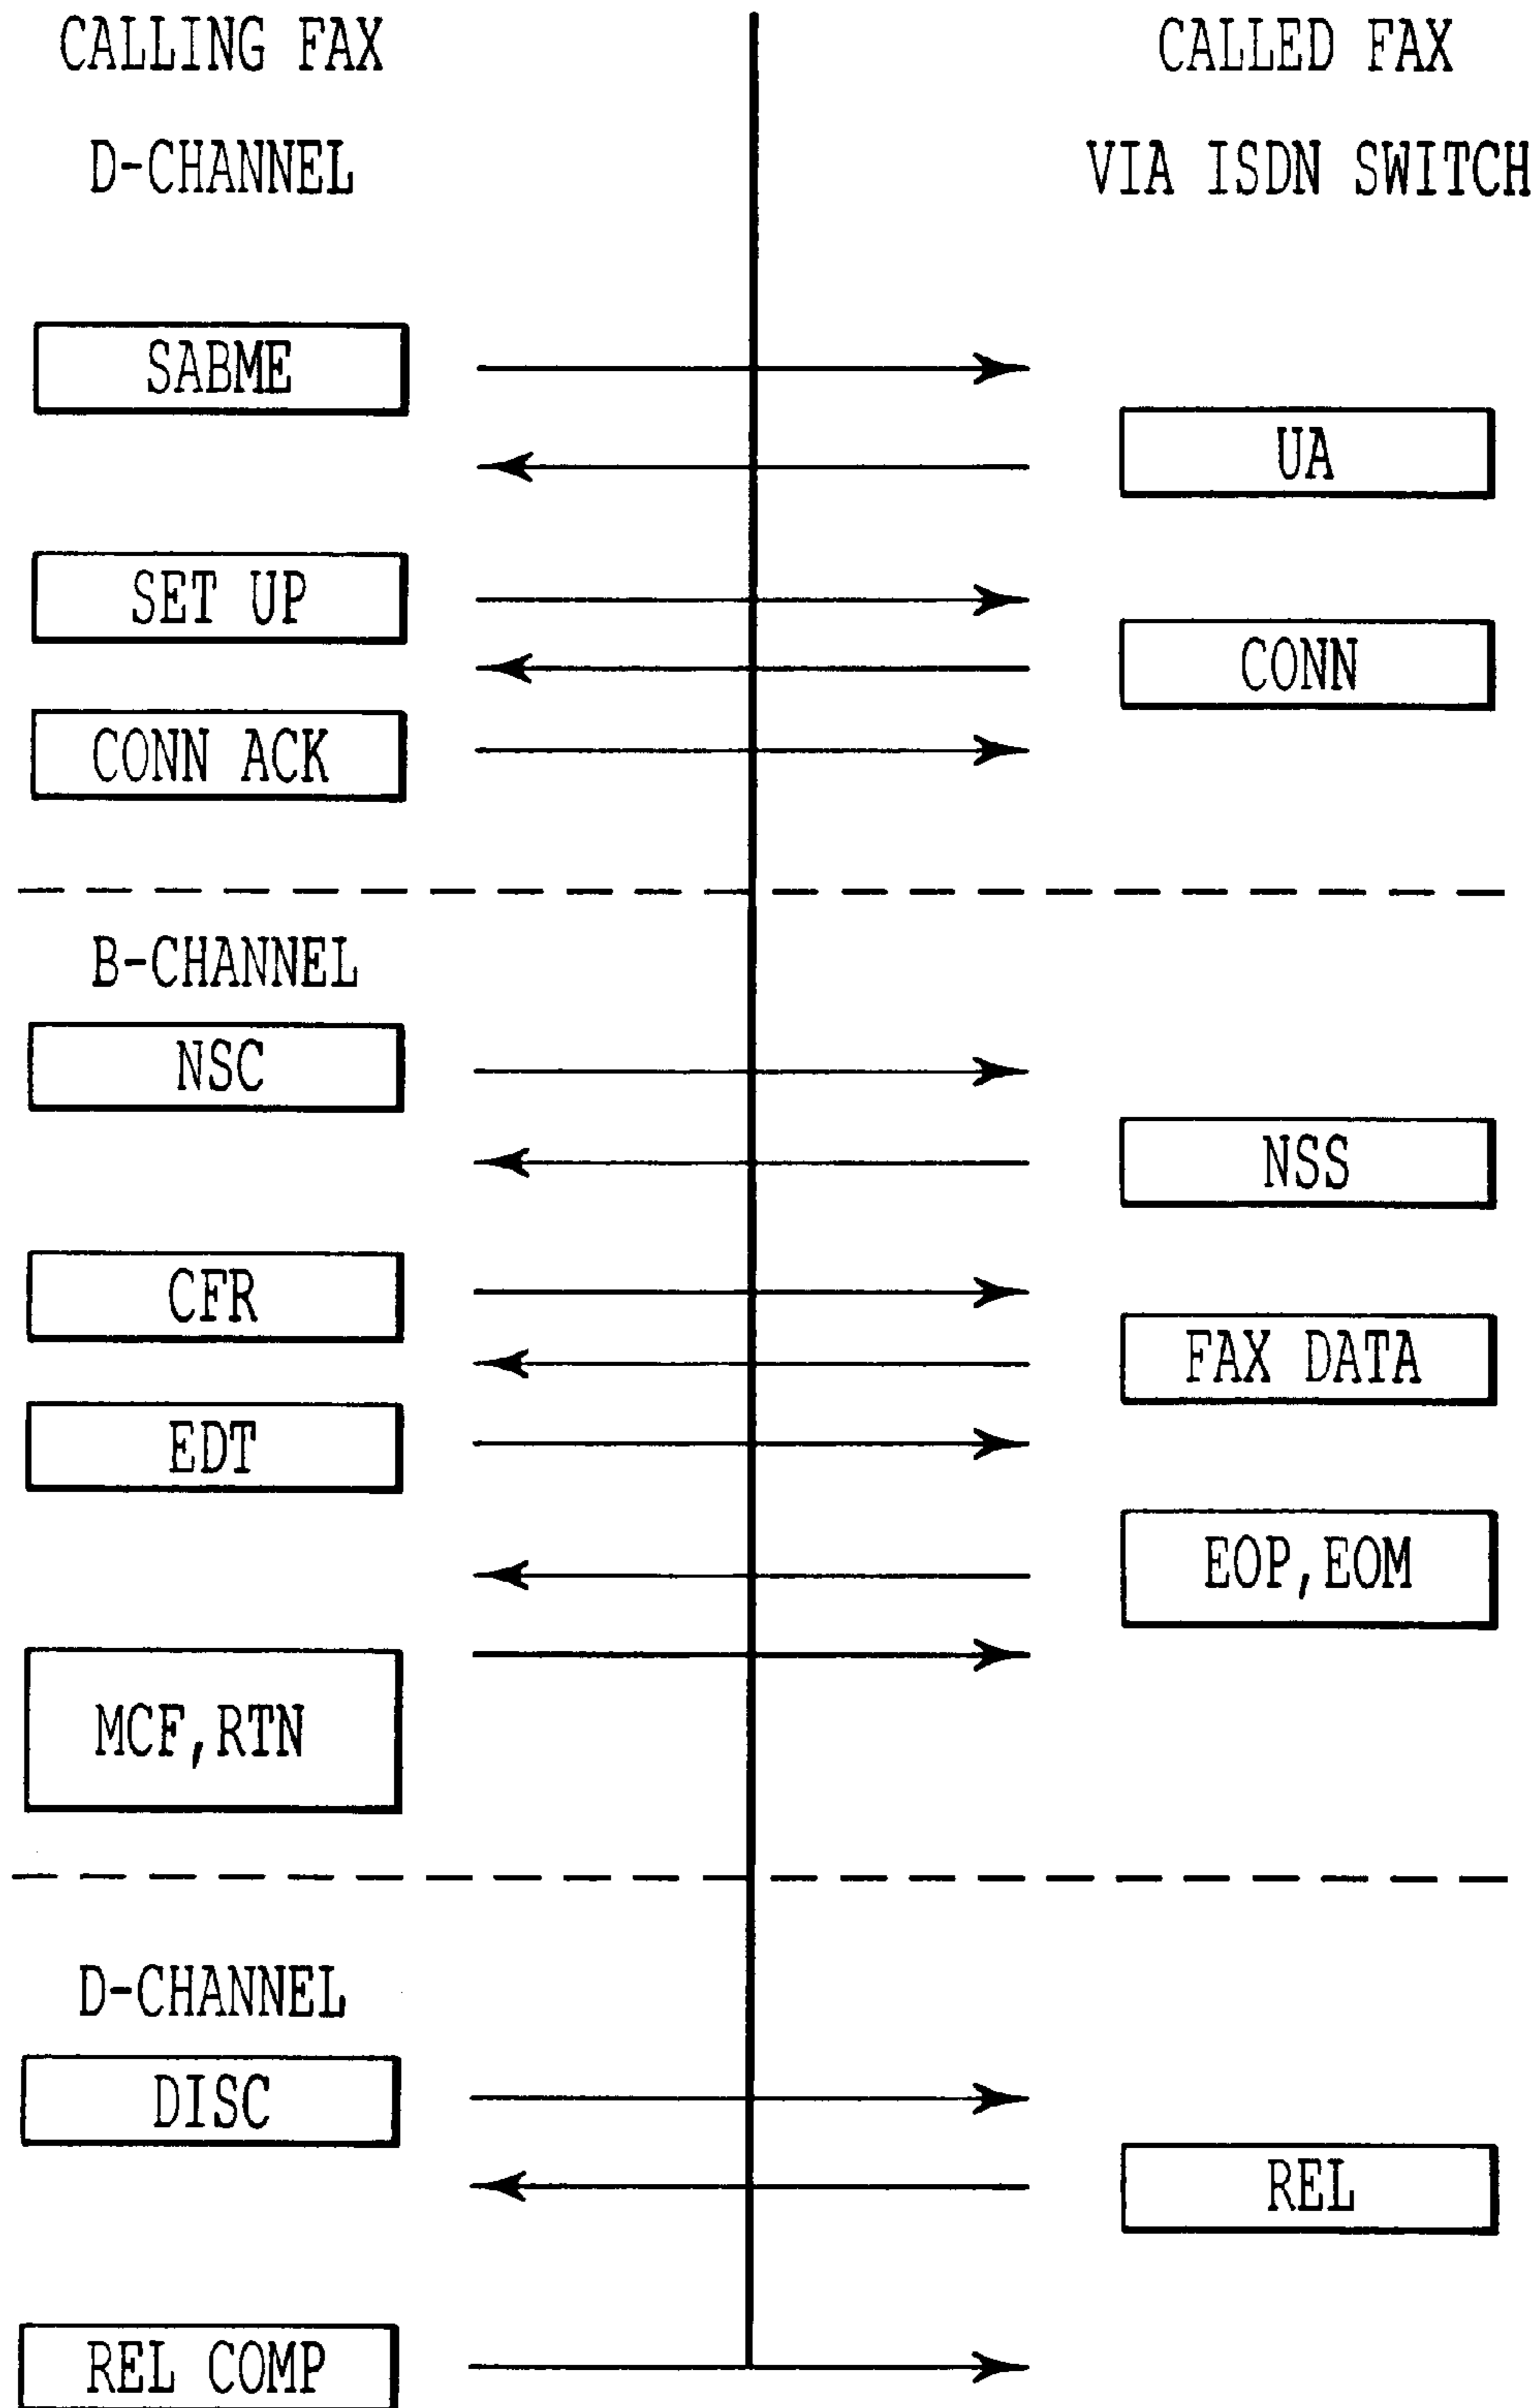 CALLING FAX
CALLED FAX
D-CHANNEL
VIA ISDN SWITCH
SABME
UA
SET UP
CONN
CONN ACK
B-CHANNEL
NSC
NSS
CFR
FAX DATA
EDT
EOP,EOM
MCF,RTN
D-CHANNEL
DISC
REL
REL COMP